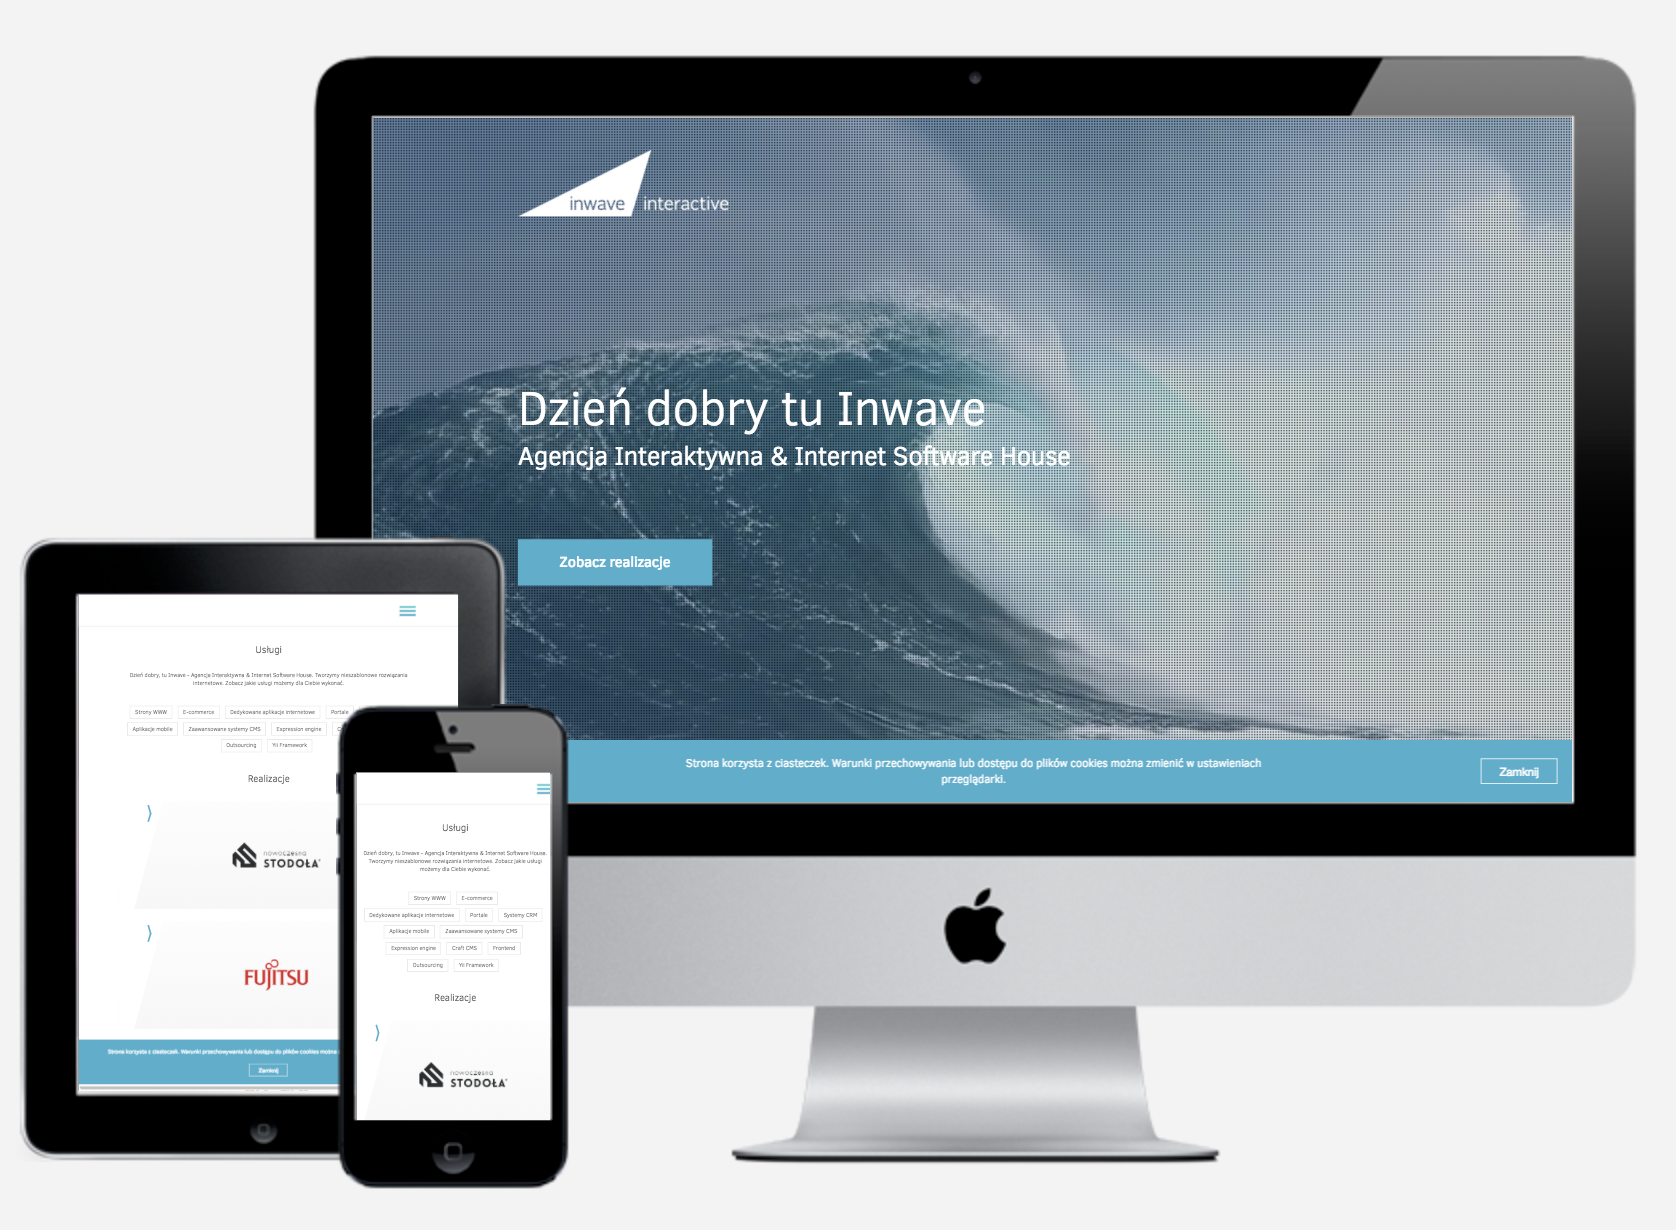 inwave interactive
Dzień dobry tu Inwave
Agencja Interaktywna & Internet Software House
Zobacz realizacje
Strona korzysta z ciasteczek. Warunki przechowywania lub dostępu do plików cookies można zmienić w ustawieniach
przeglądarki.
Zamknij
Usługi
Dzień dobry, tu Inwave - Agencja Interaktywna & Internet Software House. Tworzymy nieszablonowe rozwiązania
internetowe. Zobacz jakie usługi możemy dla Ciebie wykonać.
Strony WWW E-commerce Dedykowane aplikacje internetowe Portale
Aplikacje mobile Zaawansowane systemy CMS Expression engine
Outsourcing Yii Framework
Realizacje
nowoczesna
STODOŁA
FUJITSU
Strona korzysta z ciasteczek. Warunki przechowywania lub dostępu do plików cookies można
Zamknij
Usługi
Dzień dobry, tu Inwave - Agencja Interaktywna & Internet Software House.
Tworzymy nieszablonowe rozwiązania internetowe. Zobacz jakie usługi
możemy dla Ciebie wykonać.
Strony WWW E-commerce
Dedykowane aplikacje internetowe Portale Systemy CRM
Aplikacje mobile Zaawansowane systemy CMS
Expression engine Craft CMS Frontend
Outsourcing Yii Framework
Realizacje
nowoczesna
STODOŁA